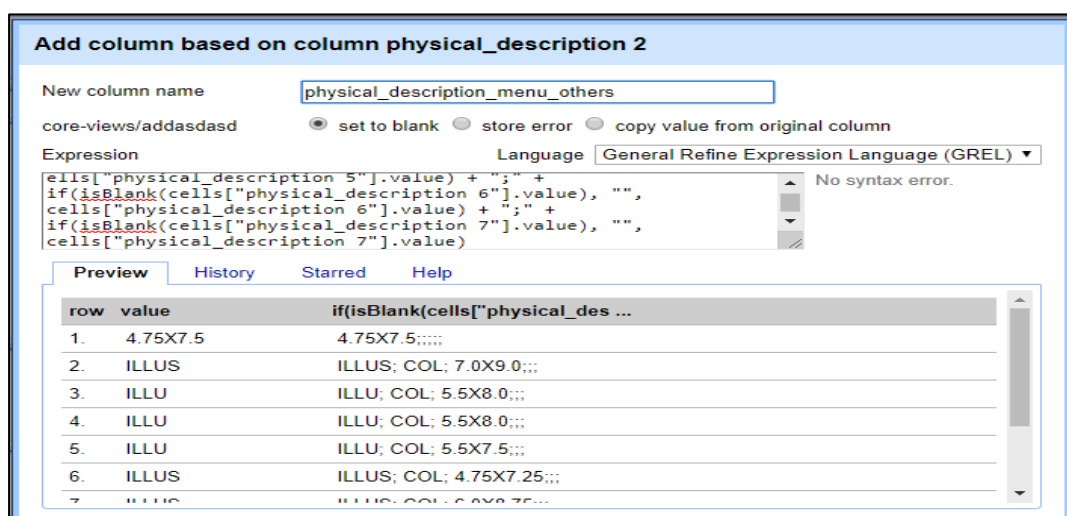 Add column based on column physical_description 2
New column name physical_description_menu_others
core-views/addasdasd set to blank store error copy value from original column
Expression Language General Refine Expression Language (GREL)
ells["physical_description 5"].value) + ";" + No syntax error.
if(isBlank(cells["physical_description 6"].value), "",
cells["physical_description 6"].value) + ";" +
if(isBlank(cells["physical_description 7"].value), "",
cells["physical_description 7"].value)
Preview History Starred Help
row value if(isBlank(cells["physical_des ...
1. 4.75X7.5 4.75X7.5;;;;;
2. ILLUS ILLUS; COL; 7.0X9.0;;;
3. ILLU ILLU; COL; 5.5X8.0;;;
4. ILLU ILLU; COL; 5.5X8.0;;;
5. ILLU ILLU; COL; 5.5X7.5;;;
6. ILLUS ILLUS; COL; 4.75X7.25;;;